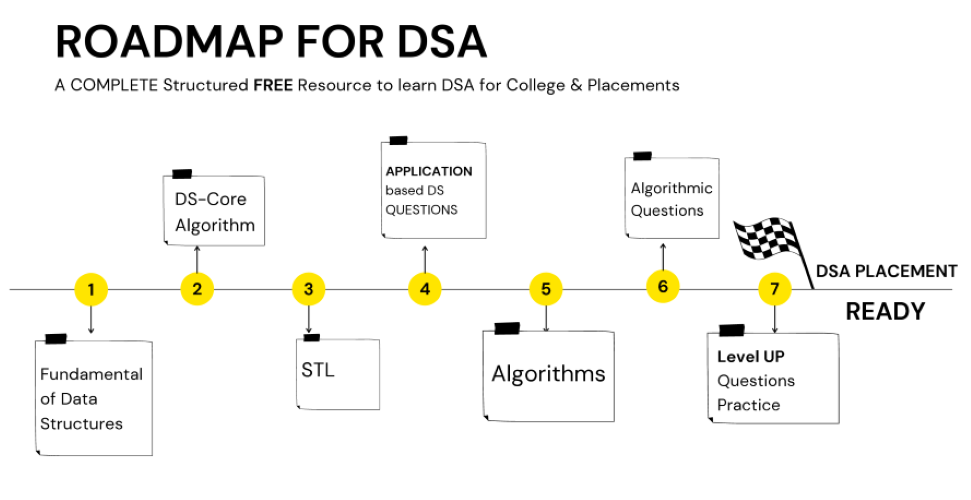 ROADMAP FOR DSA
A COMPLETE Structured FREE Resource to learn DSA for College & Placements
1
Fundamental
of Data
Structures
2
DS-Core
Algorithm
3
STL
4
APPLICATION
based DS
QUESTIONS
5
Algorithms
6
Algorithmic
Questions
7
Level UP
Questions
Practice
DSA PLACEMENT
READY